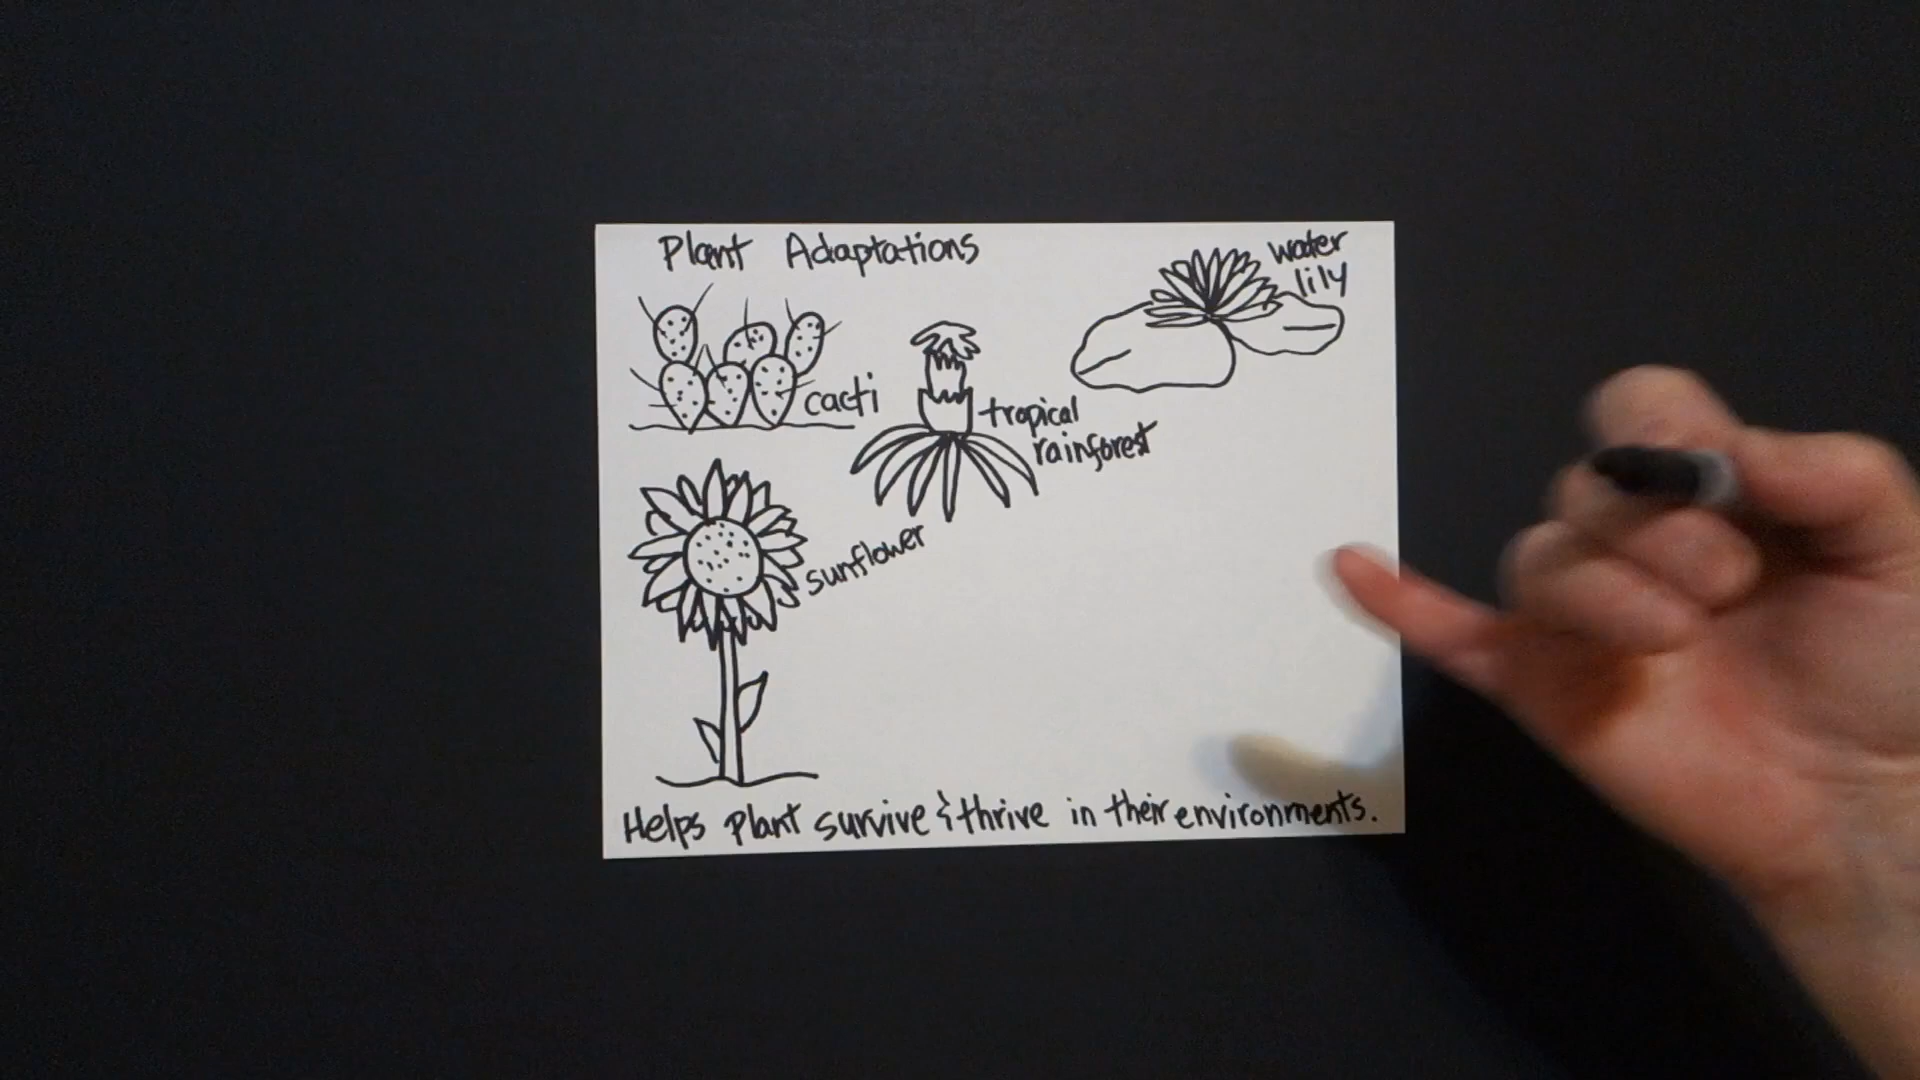 Plant Adaptations
water
lily
cacti
tropical
rainforest
sunflower
Helps plant survive & thrive in their environments.